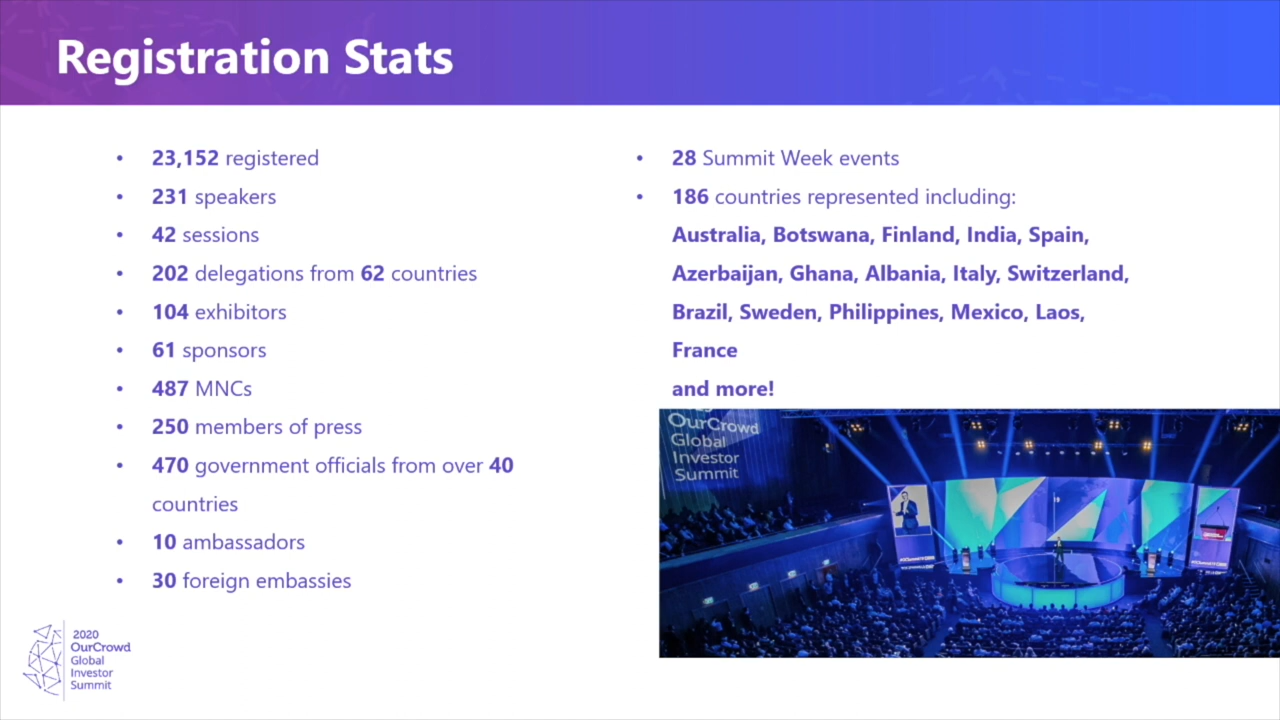 Registration Stats
• 23,152 registered
• 231 speakers
• 42 sessions
• 202 delegations from 62 countries
• 104 exhibitors
• 61 sponsors
• 487 MNCs
• 250 members of press
• 470 government officials from over 40
countries
• 10 ambassadors
• 30 foreign embassies
• 28 Summit Week events
• 186 countries represented including:
Australia, Botswana, Finland, India, Spain,
Azerbaijan, Ghana, Albania, Italy, Switzerland,
Brazil, Sweden, Philippines, Mexico, Laos,
France
and more!
OurCrowd
Global
Investor
Summit
2020
OurCrowd
Global
Investor
Summit